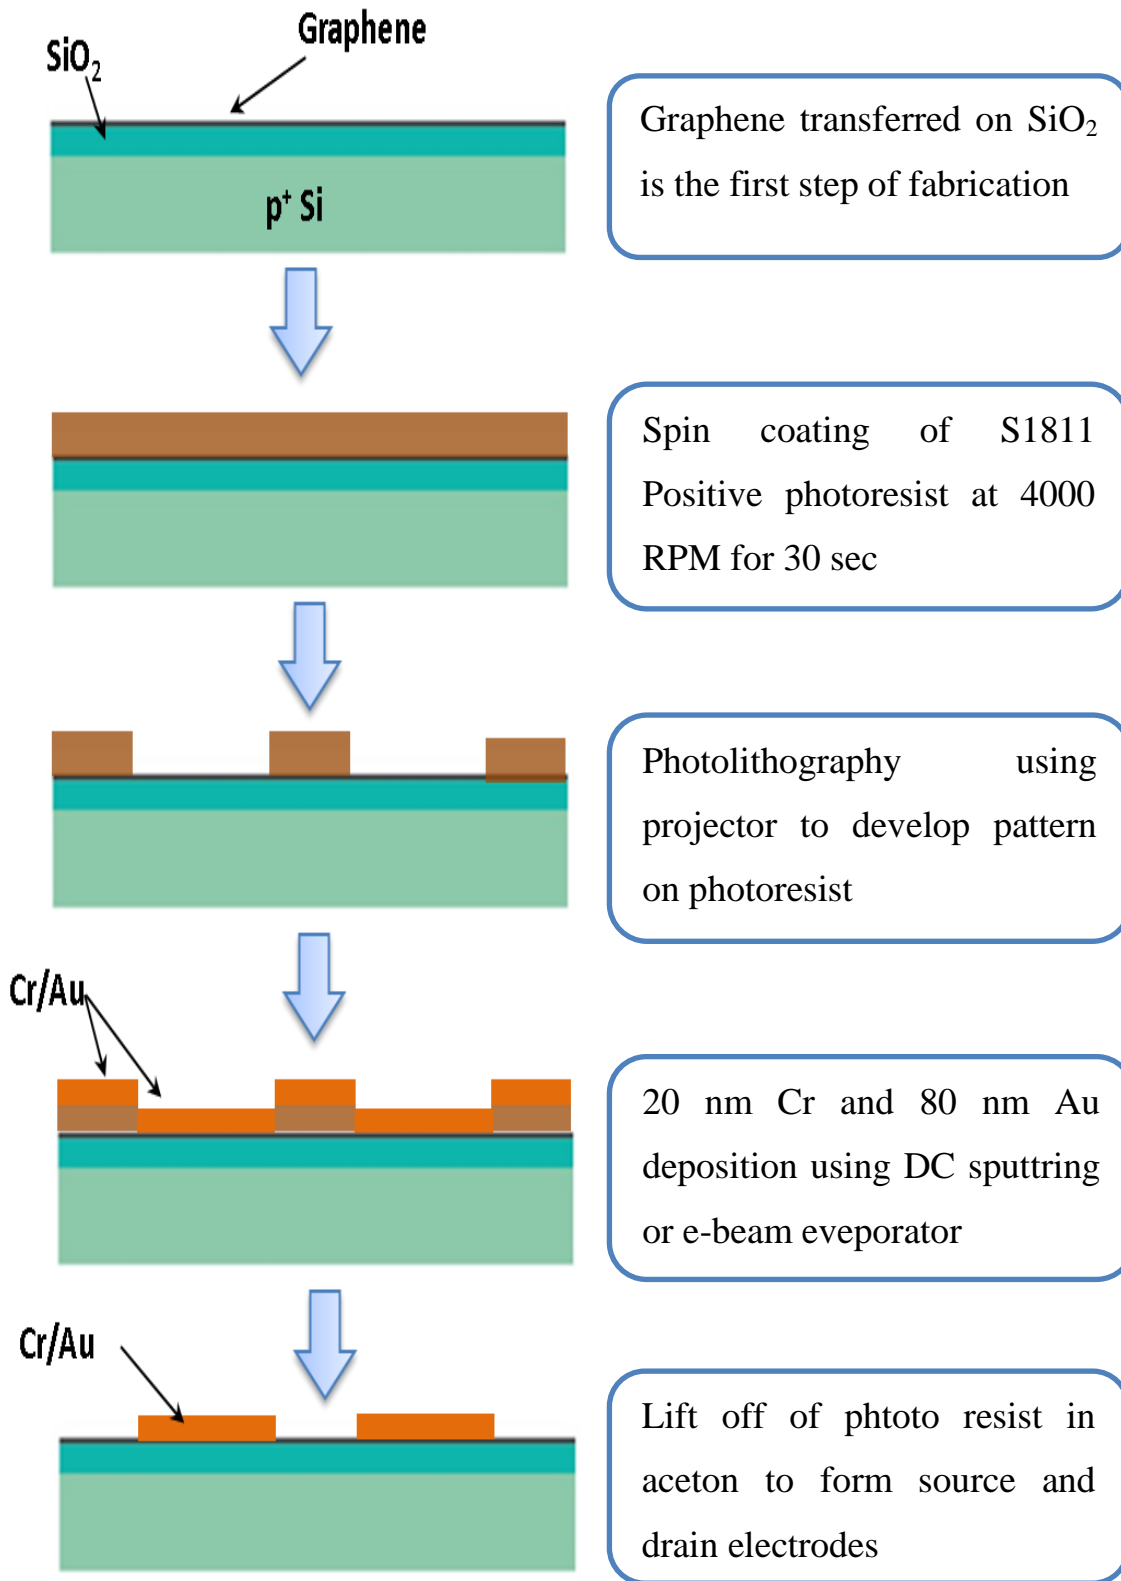 Graphene
SiO₂
p⁺ Si
Graphene transferred on SiO₂
is the first step of fabrication
Spin coating of S1811
Positive photoresist at 4000
RPM for 30 sec
Photolithography using
projector to develop pattern
on photoresist
Cr/Au
20 nm Cr and 80 nm Au
deposition using DC sputtring
or e-beam eveporator
Cr/Au
Lift off of phtoto resist in
aceton to form source and
drain electrodes